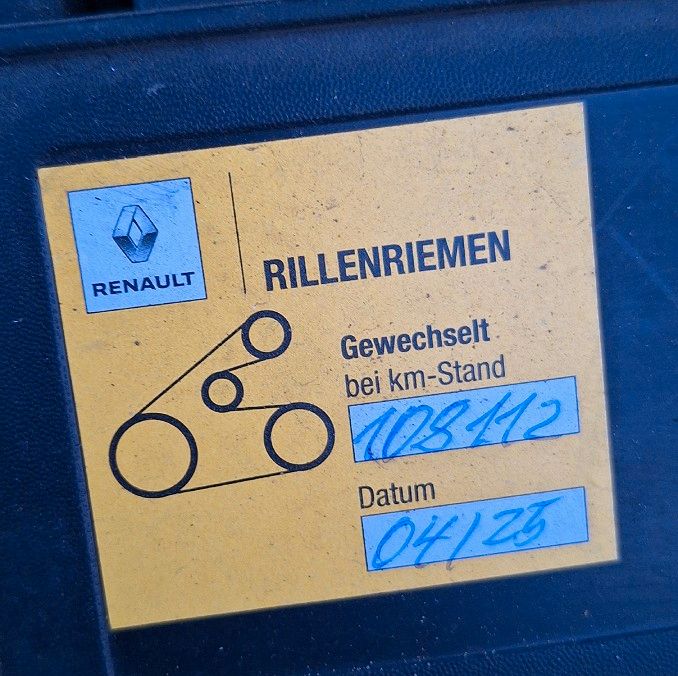 RENAULT
RILLENRIEMEN
Gewechselt
bei km-Stand
108112
Datum
04/25